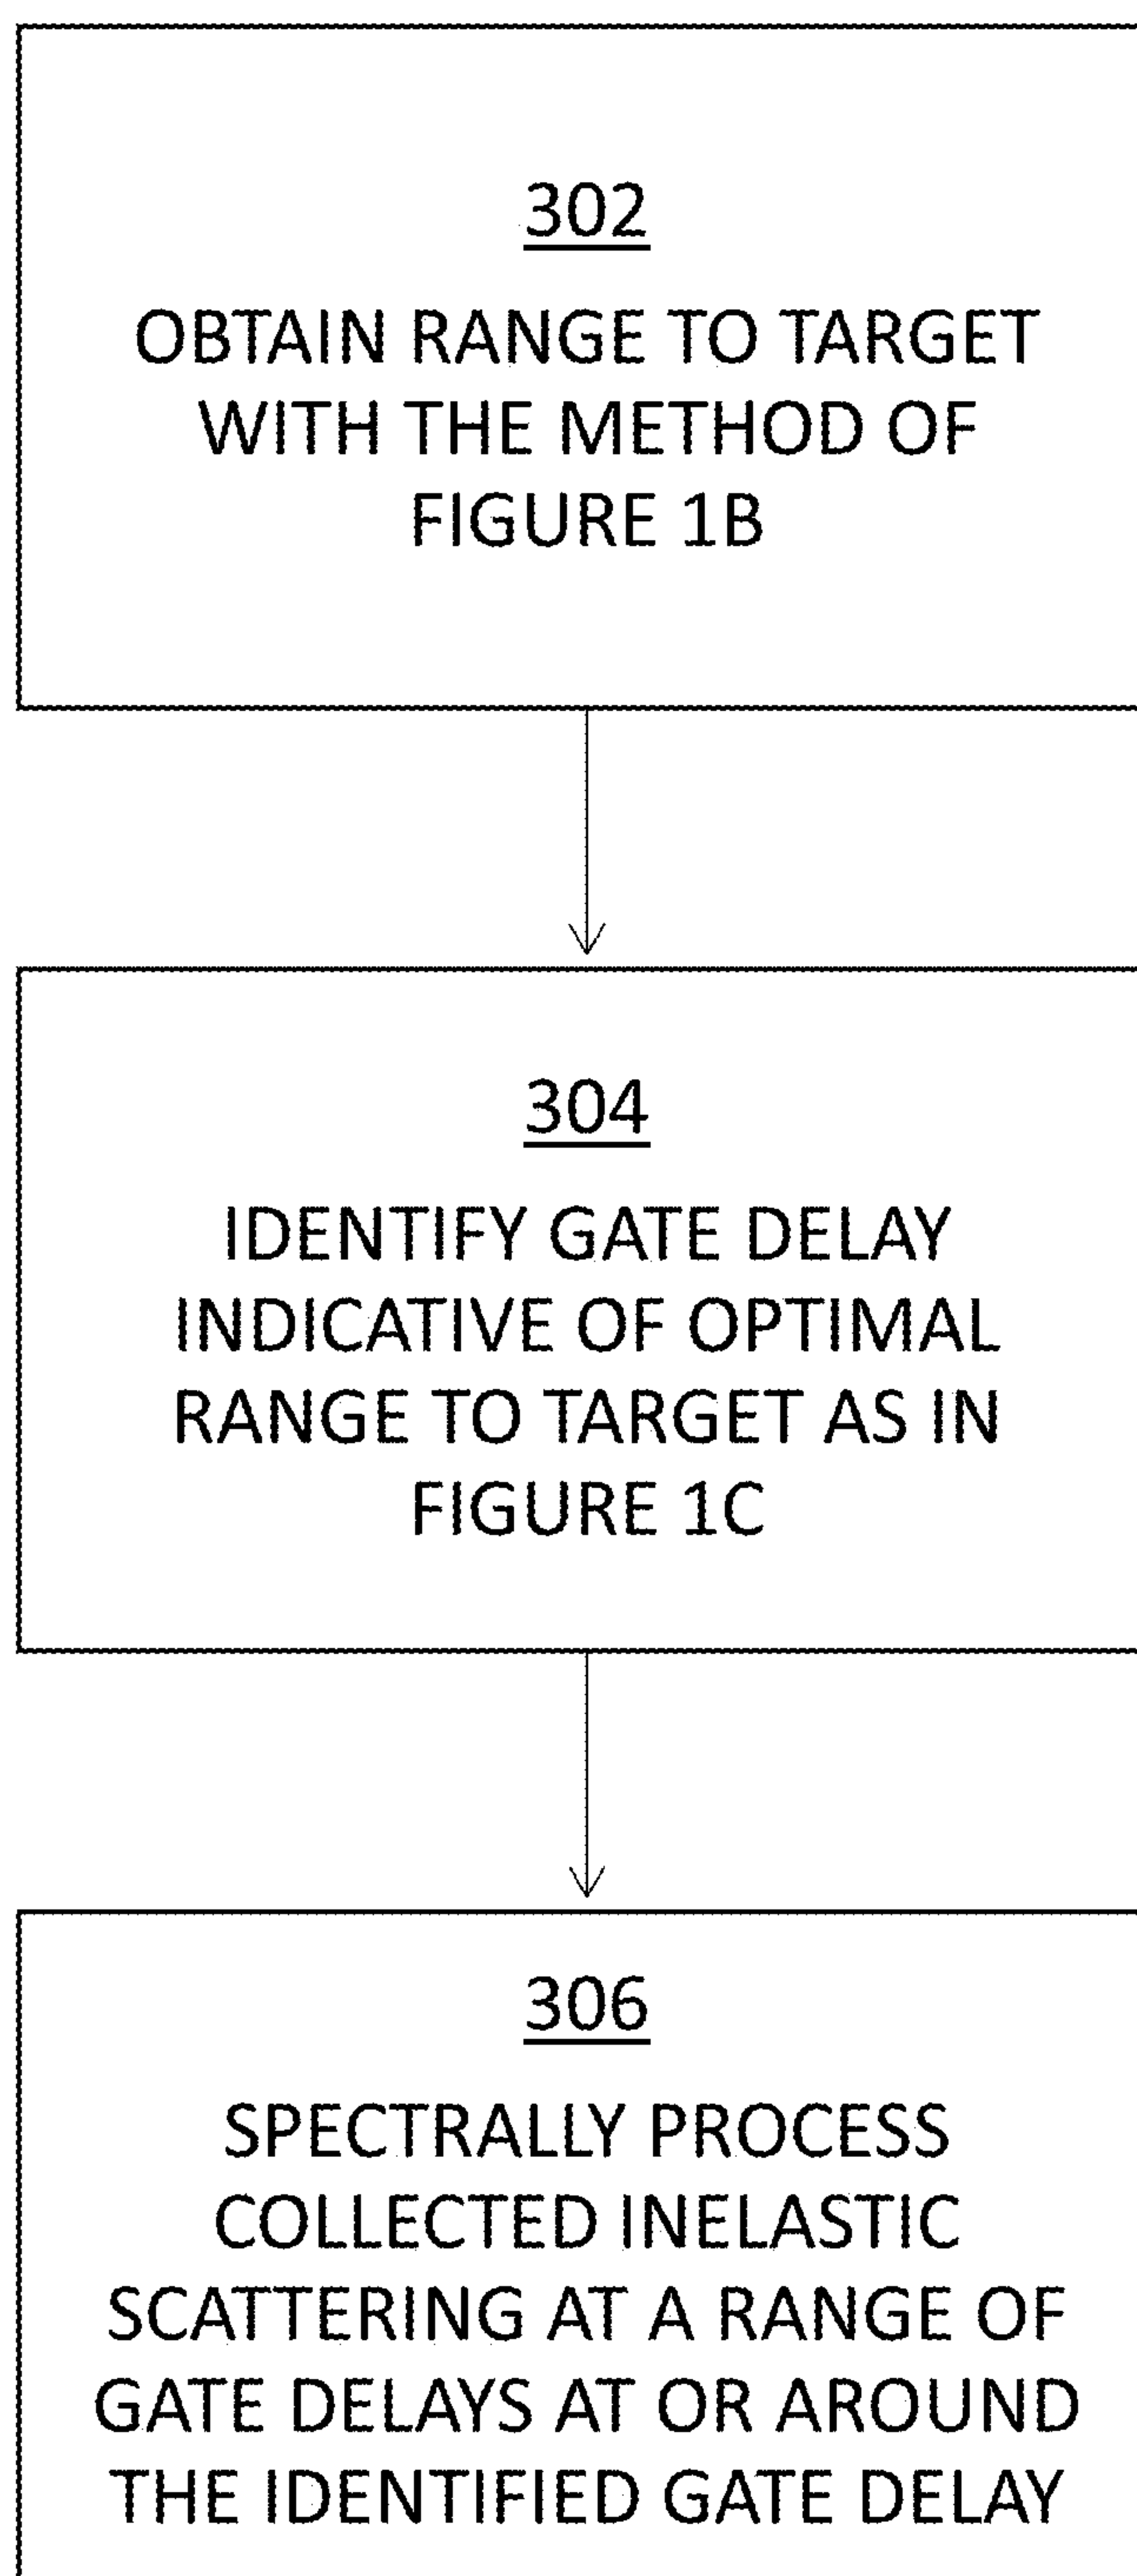 302
OBTAIN RANGE TO TARGET
WITH THE METHOD OF
FIGURE 1B
304
IDENTIFY GATE DELAY
INDICATIVE OF OPTIMAL
RANGE TO TARGET AS IN
FIGURE 1C
306
SPECTRALLY PROCESS
COLLECTED INELASTIC
SCATTERING AT A RANGE OF
GATE DELAYS AT OR AROUND
THE IDENTIFIED GATE DELAY